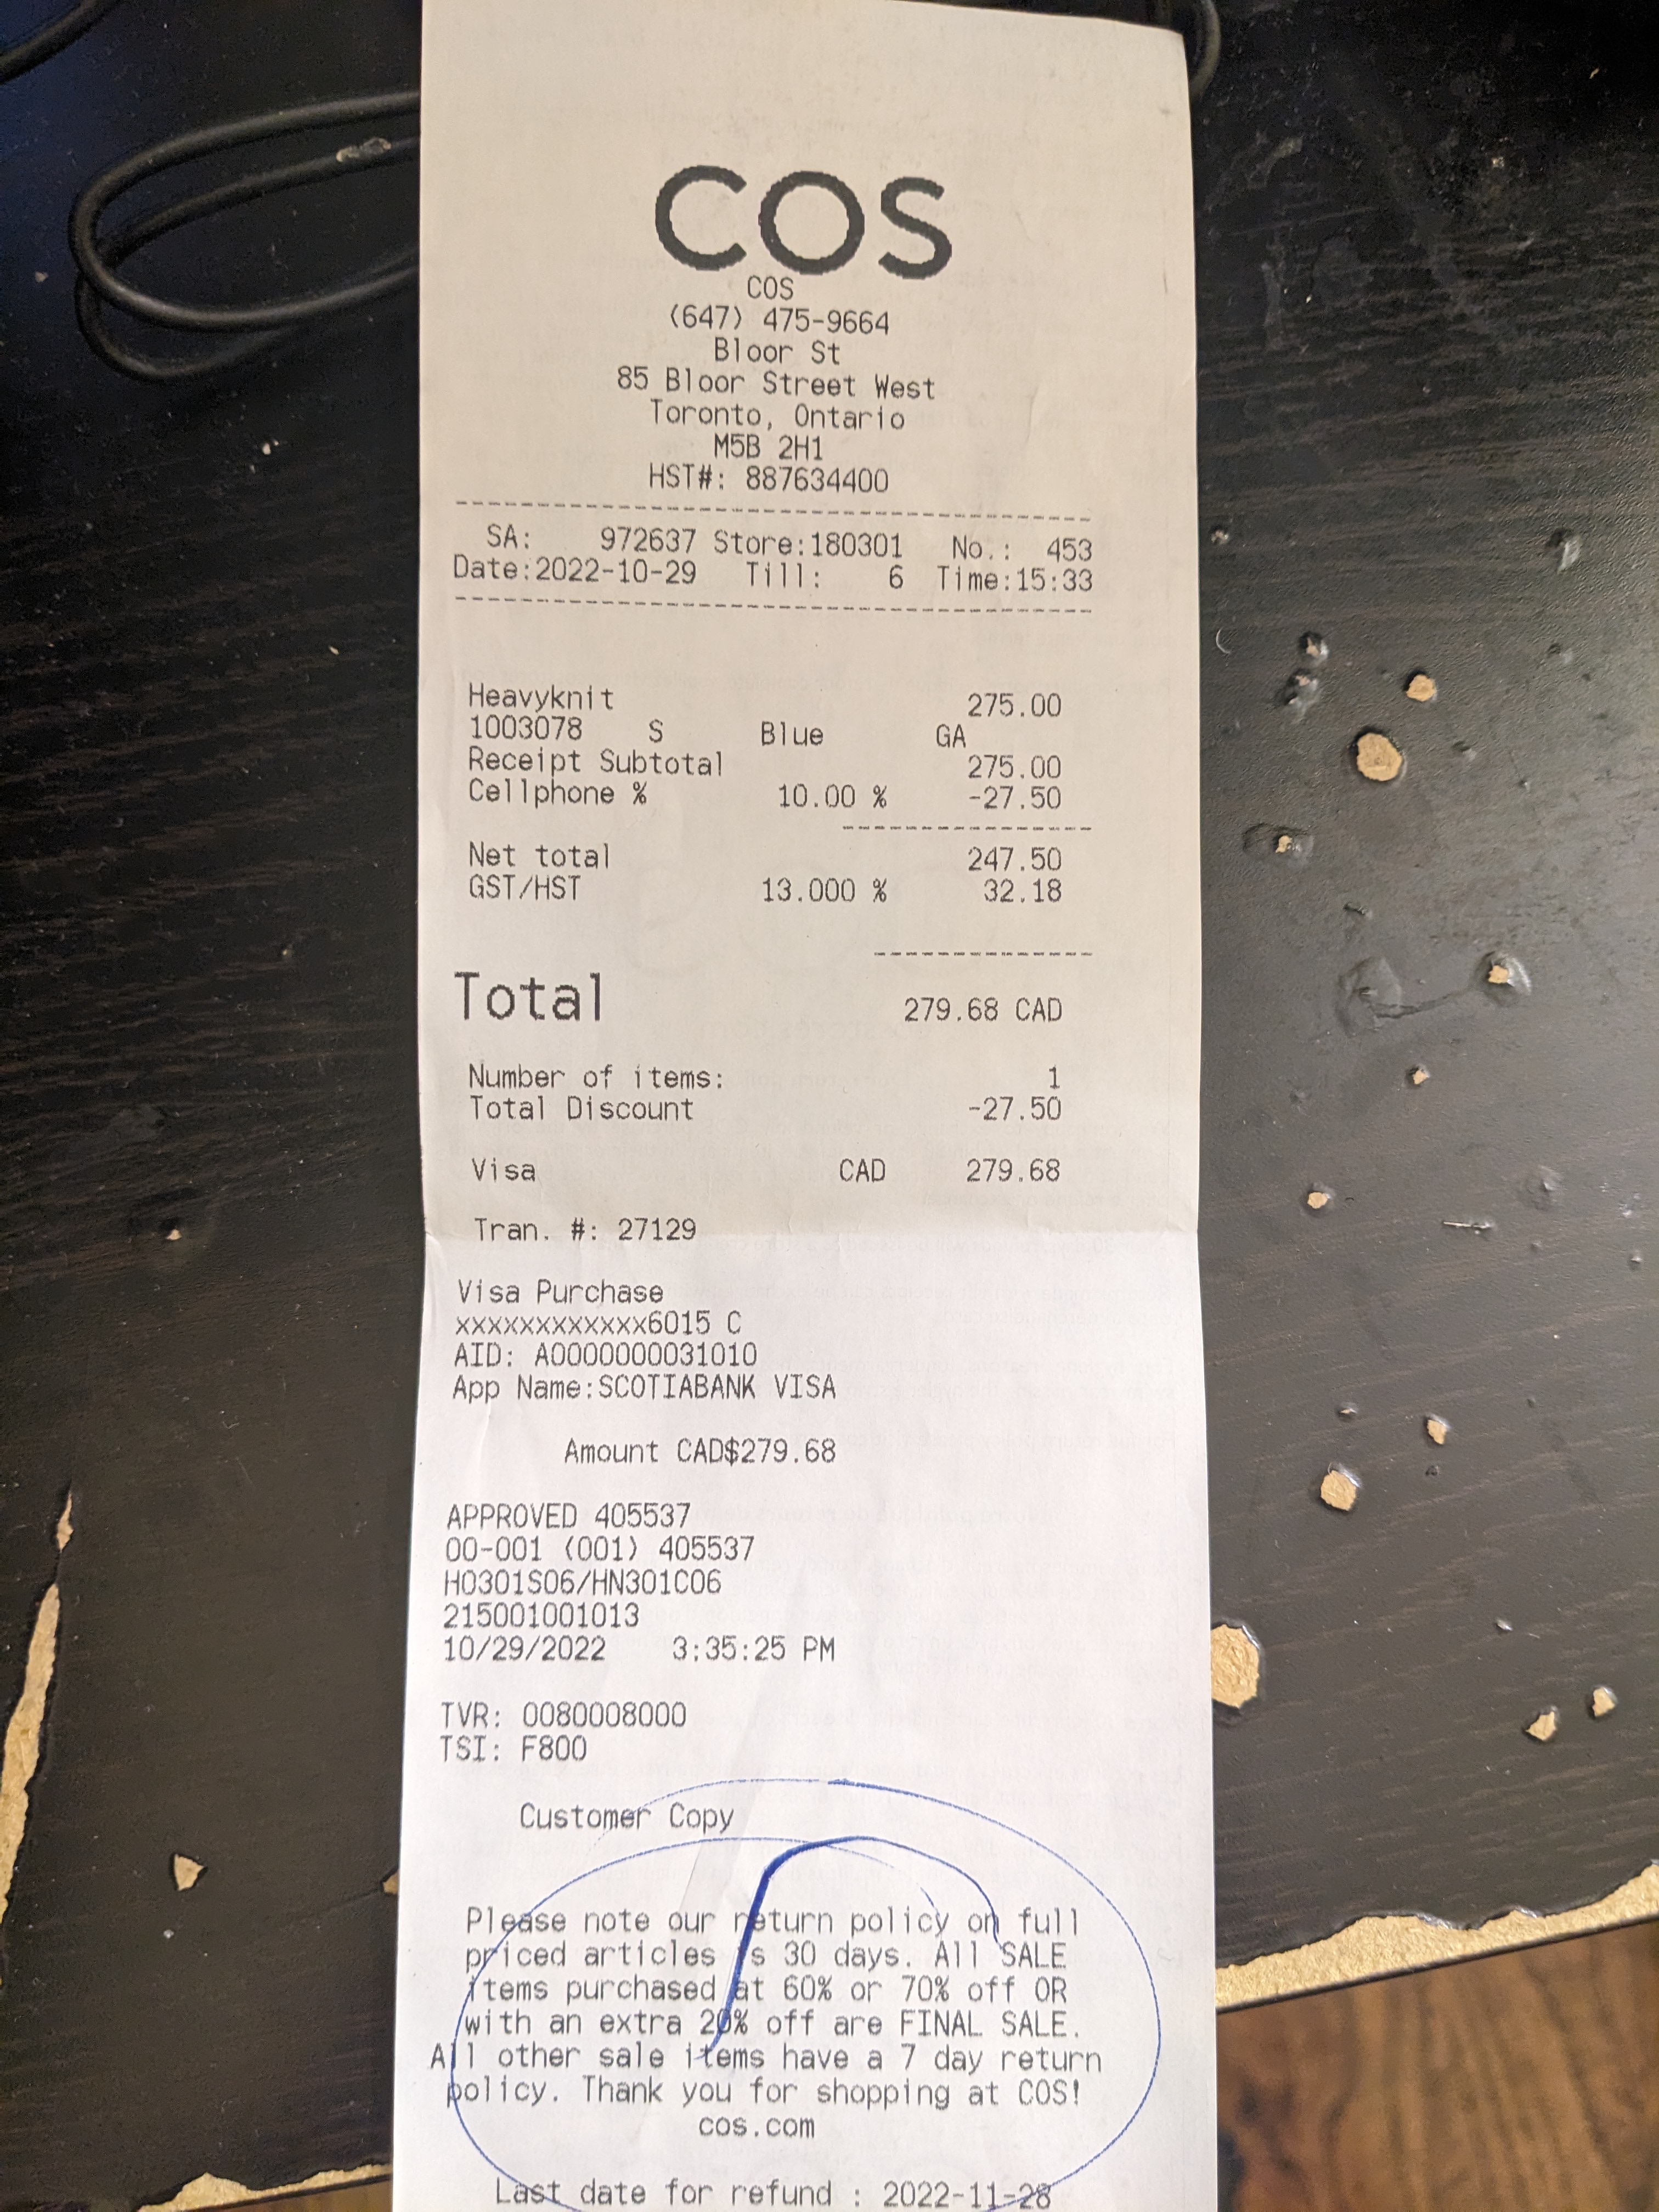 COS
COS
(647) 475-9664
Bloor St
85 Bloor Street West
Toronto, Ontario
M5B 2H1
HST#: 887634400
SA: 972637 Store:180301 No.: 453
Date:2022-10-29 Till: 6 Time:15:33
Heavyknit 275.00
1003078 S Blue GA
Receipt Subtotal 275.00
Cellphone % 10.00 % -27.50
Net total 247.50
GST/HST 13.000 % 32.18
Total 279.68 CAD
Number of items: 1
Total Discount -27.50
Visa CAD 279.68
Tran. #: 27129
Visa Purchase
xxxxxxxxxxxx6015 C
AID: A0000000031010
App Name:SCOTIABANK VISA
Amount CAD$279.68
APPROVED 405537
00-001 (001) 405537
HO301S06/HN301C06
215001001013
10/29/2022 3:35:25 PM
TVR: 0080008000
TSI: F800
Customer Copy
Please note our return policy on full
priced articles is 30 days. All SALE
items purchased at 60% or 70% off OR
with an extra 20% off are FINAL SALE.
All other sale items have a 7 day return
policy. Thank you for shopping at COS!
cos.com
Last date for refund : 2022-11-28